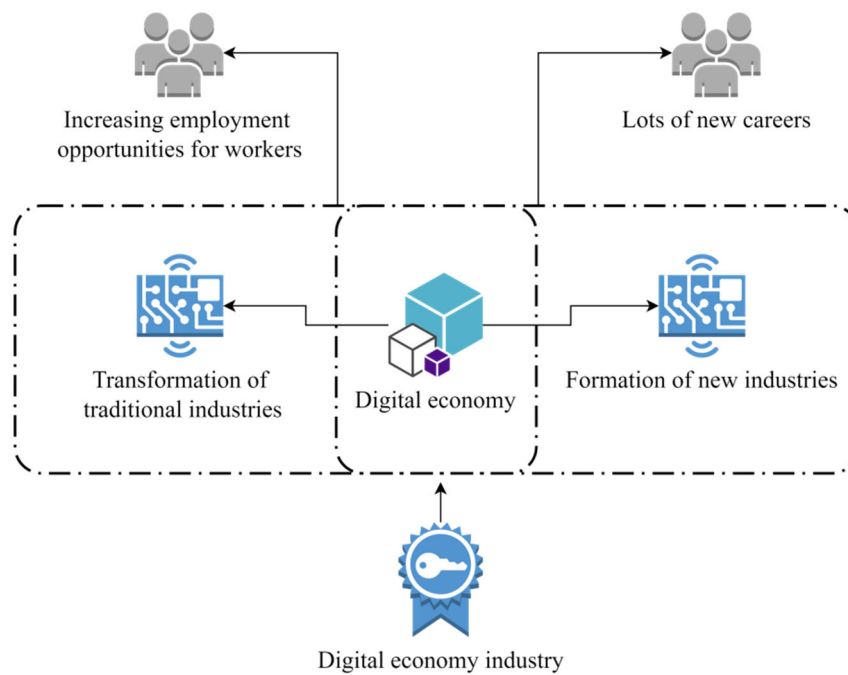 Increasing employment
opportunities for workers
Lots of new careers
Transformation of
traditional industries
Digital economy
Formation of new industries
Digital economy industry